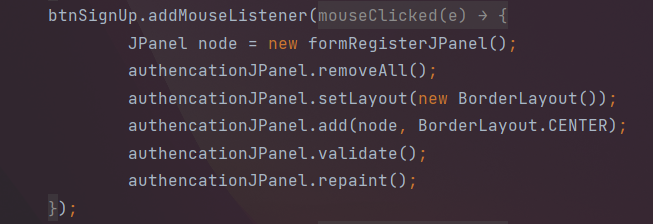 btnSignUp.addMouseListener(mouseClicked(e) → {
JPanel node = new formRegisterJPanel();
authencationJPanel.removeAll();
authencationJPanel.setLayout(new BorderLayout());
authencationJPanel.add(node, BorderLayout.CENTER);
authencationJPanel.validate();
authencationJPanel.repaint();
});